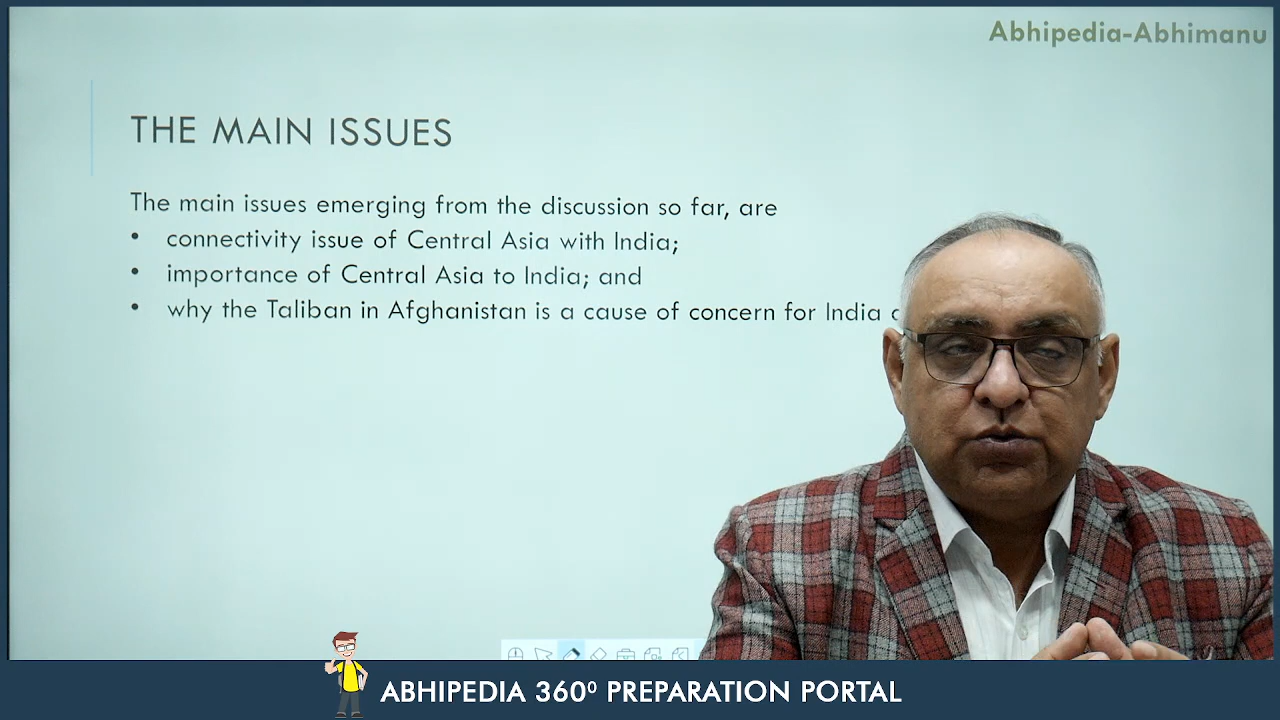 Abhipedia-Abhimanu
THE MAIN ISSUES
The main issues emerging from the discussion so far, are
• connectivity issue of Central Asia with India;
• importance of Central Asia to India; and
• why the Taliban in Afghanistan is a cause of concern for India
ABHIPEDIA 360⁰ PREPARATION PORTAL